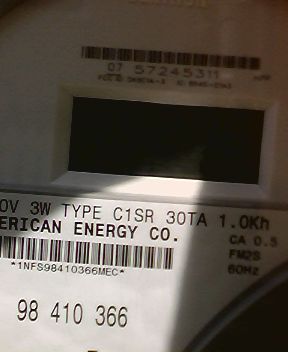 07 57245311
0V 3W TYPE C1SR 30TA 1.0Kh
ERICAN ENERGY CO.
CA 0.5
FM2S
60Hz
*1NFS98410366MEC*
98 410 366